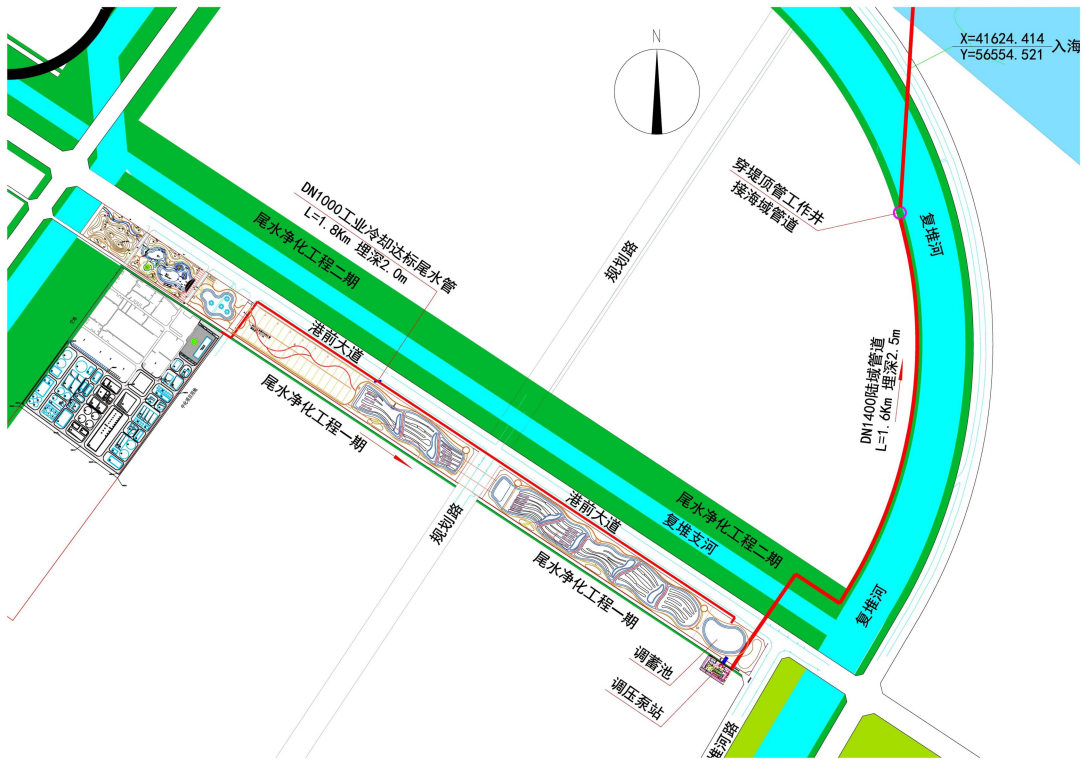 N
X=41624.414
Y=56554.521
入海
穿堤顶管工作井
接海域管道
DN1000工业冷却达标尾水管
L=1.8Km 埋深2.0m
尾水净化工程二期
规划路
复堆河
港前大道
DN1400陆域管道
L=1.6Km 埋深2.5m
尾水净化工程一期
规划路
港前大道
尾水净化工程二期
复堆支河
尾水净化工程一期
复堆河
调蓄池
调压泵站
堆河路